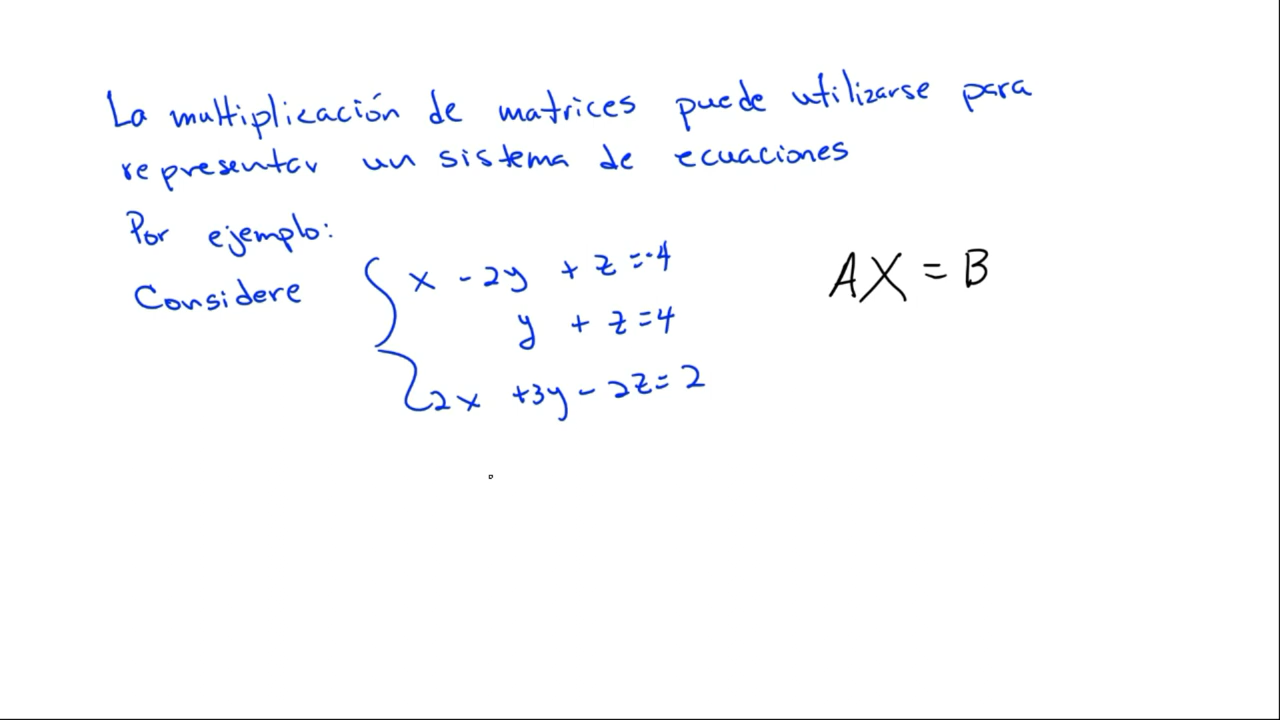 La multiplicación de matrices puede utilizarse para
representar un sistema de ecuaciones
Por ejemplo:
Considere
x - 2y + z = -4
y + z = 4
2x + 3y - 2z = 2
AX = B